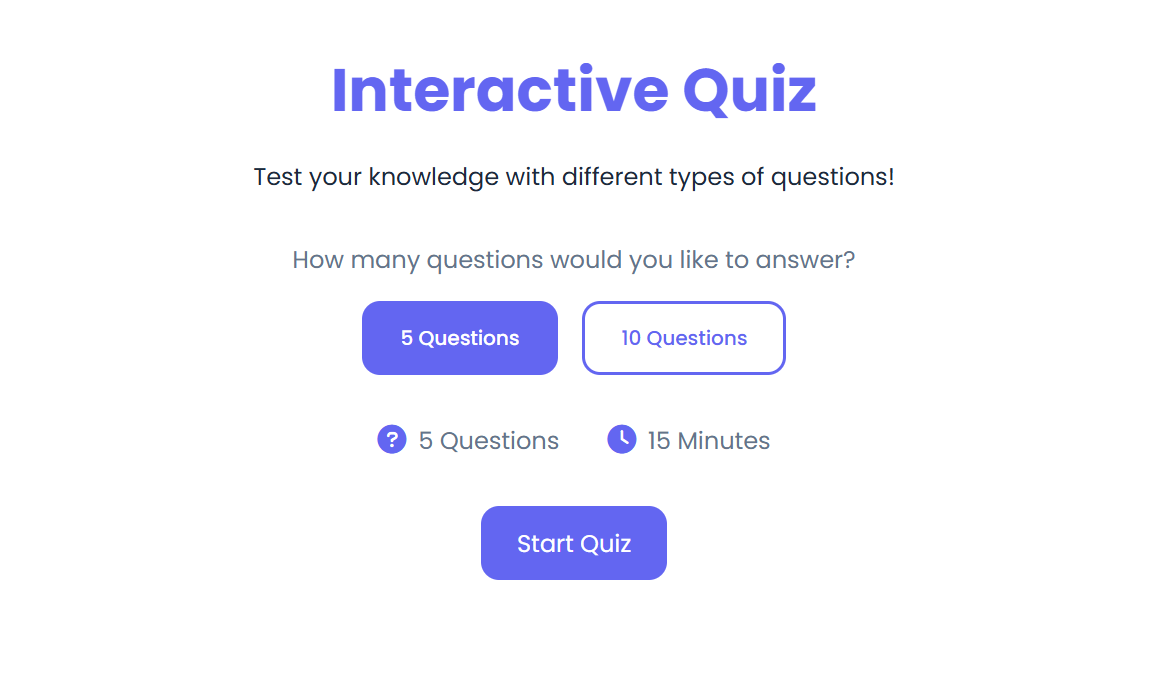 Interactive Quiz
Test your knowledge with different types of questions!
How many questions would you like to answer?
5 Questions 10 Questions
? 5 Questions 15 Minutes
Start Quiz